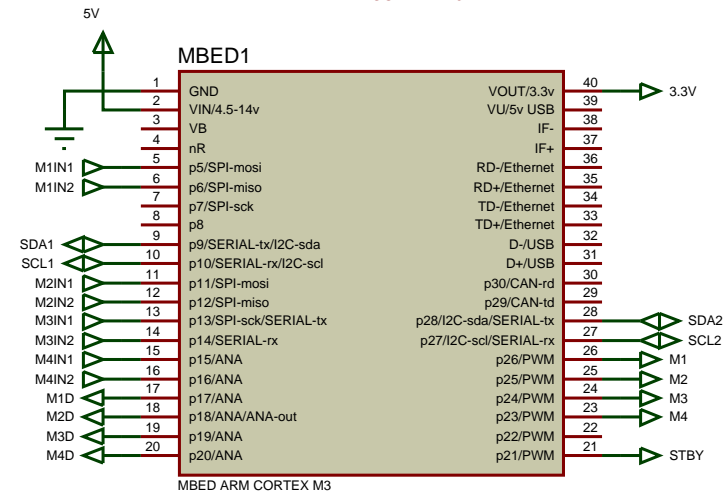 5V
MBED1
1 GND VOUT/3.3v 40 3.3V
2 VIN/4.5-14v VU/5v USB 39
3 VB IF- 38
4 nR IF+ 37
M1IN1 5 p5/SPI-mosi RD-/Ethernet 36
M1IN2 6 p6/SPI-miso RD+/Ethernet 35
7 p7/SPI-sck TD-/Ethernet 34
8 p8 TD+/Ethernet 33
SDA1 9 p9/SERIAL-tx/I2C-sda D-/USB 32
SCL1 10 p10/SERIAL-rx/I2C-scl D+/USB 31
M2IN1 11 p11/SPI-mosi p30/CAN-rd 30
M2IN2 12 p12/SPI-miso p29/CAN-td 29
M3IN1 13 p13/SPI-sck/SERIAL-tx p28/I2C-sda/SERIAL-tx 28 SDA2
M3IN2 14 p14/SERIAL-rx p27/I2C-scl/SERIAL-rx 27 SCL2
M4IN1 15 p15/ANA p26/PWM 26 M1
M4IN2 16 p16/ANA p25/PWM 25 M2
M1D 17 p17/ANA p24/PWM 24 M3
M2D 18 p18/ANA/ANA-out p23/PWM 23 M4
M3D 19 p19/ANA p22/PWM 22
M4D 20 p20/ANA p21/PWM 21 STBY
MBED ARM CORTEX M3